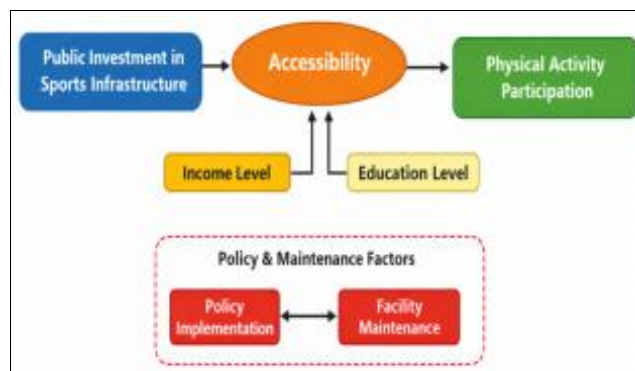 Public Investment in
Sports Infrastructure
Accessibility
Physical Activity
Participation
Income Level
Education Level
Policy & Maintenance Factors
Policy
Implementation
Facility
Maintenance